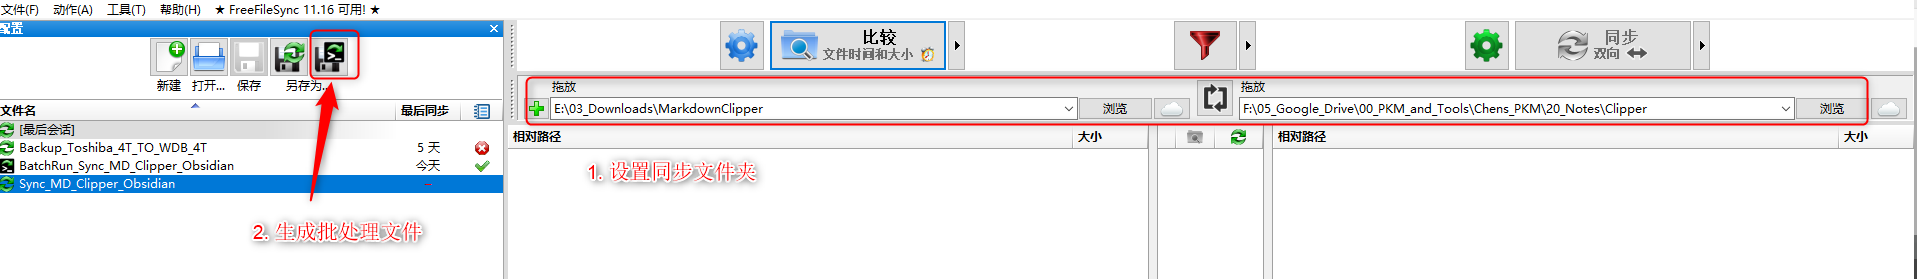 文件(F) 动作(A) 工具(T) 帮助(H) ★ FreeFileSync 11.16 可用! ★
配置 ×
新建 打开... 保存 另存为...
文件名 最后同步
[最后会话]
Backup_Toshiba_4T_TO_WDB_4T 5 天
BatchRun_Sync_MD_Clipper_Obsidian 今天
Sync_MD_Clipper_Obsidian -
2. 生成批处理文件
比较
文件时间和大小
同步
双向
拖放 拖放
E:\03_Downloads\MarkdownClipper 浏览 F:\05_Google_Drive\00_PKM_and_Tools\Chens_PKM\20_Notes\Clipper 浏览
相对路径 大小 相对路径 大小
1. 设置同步文件夹